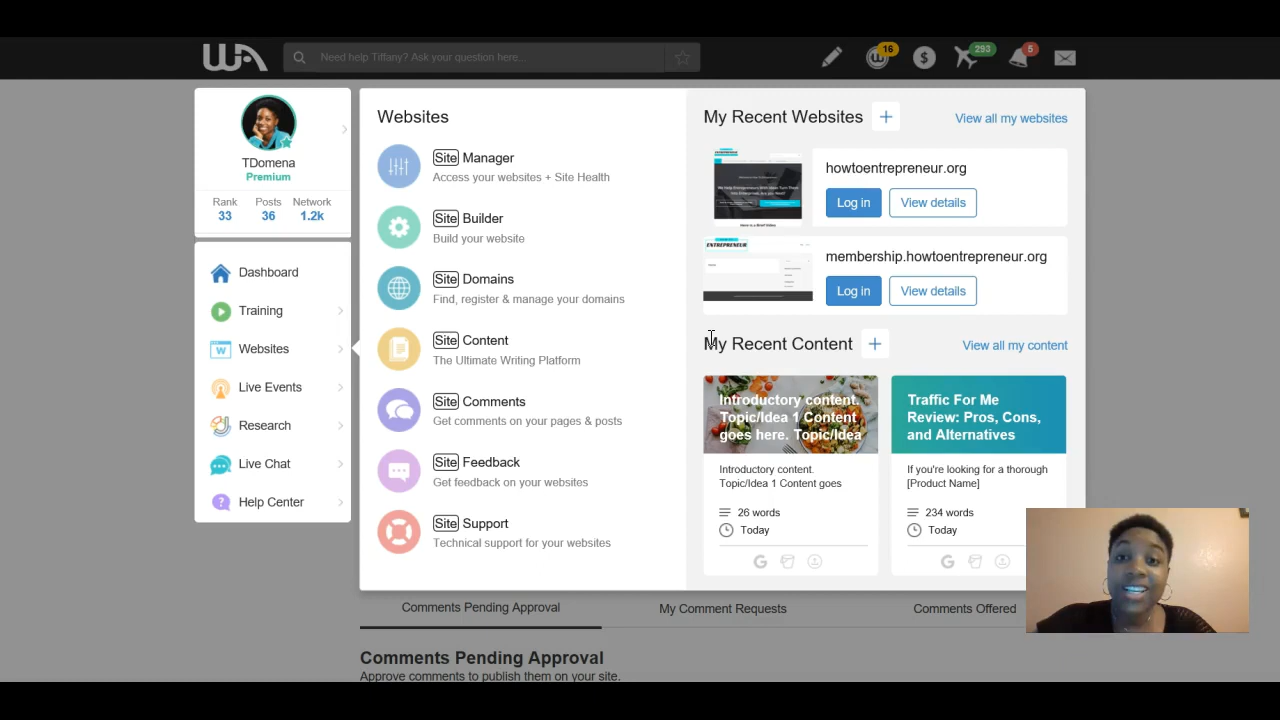 WA
Need help Tiffany? Ask your question here...
16
$
293
5
TDomena
Premium
Rank Posts Network
33 36 1.2k
Dashboard
Training
Websites
Live Events
Research
Live Chat
Help Center
Websites
Site Manager
Access your websites + Site Health
Site Builder
Build your website
Site Domains
Find, register & manage your domains
Site Content
The Ultimate Writing Platform
Site Comments
Get comments on your pages & posts
Site Feedback
Get feedback on your websites
Site Support
Technical support for your websites
My Recent Websites + View all my websites
howtoentrepreneur.org
Log in View details
ENTREPRENEUR
membership.howtoentrepreneur.org
Log in View details
My Recent Content + View all my content
Introductory content.
Topic/Idea 1 Content
goes here. Topic/Idea
Introductory content.
Topic/Idea 1 Content goes
26 words
Today
G
Traffic For Me
Review: Pros, Cons,
and Alternatives
If you're looking for a thorough
[Product Name]
234 words
Today
G
Comments Pending Approval My Comment Requests Comments Offered
Comments Pending Approval
Approve comments to publish them on your site.